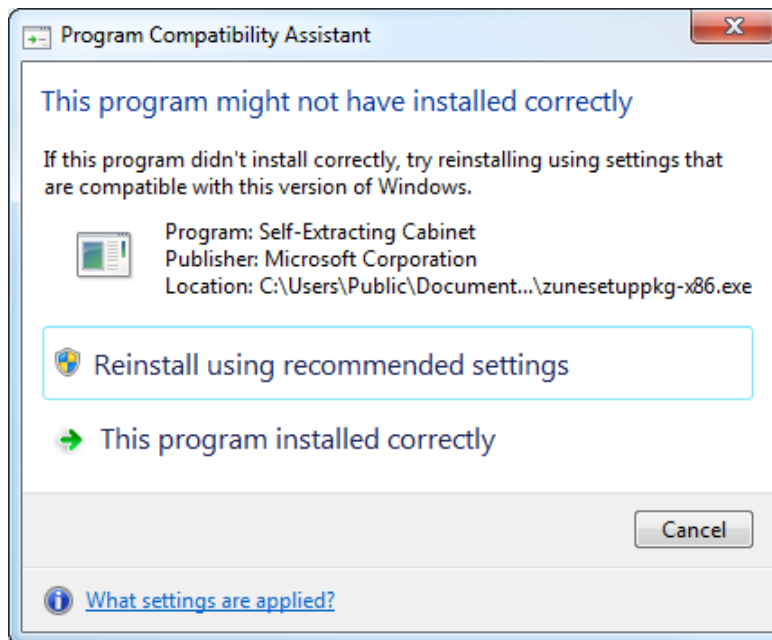 Program Compatibility Assistant
This program might not have installed correctly
If this program didn't install correctly, try reinstalling using settings that
are compatible with this version of Windows.
Program: Self-Extracting Cabinet
Publisher: Microsoft Corporation
Location: C:\Users\Public\Document...\zunesetuppkg-x86.exe
Reinstall using recommended settings
This program installed correctly
Cancel
What settings are applied?